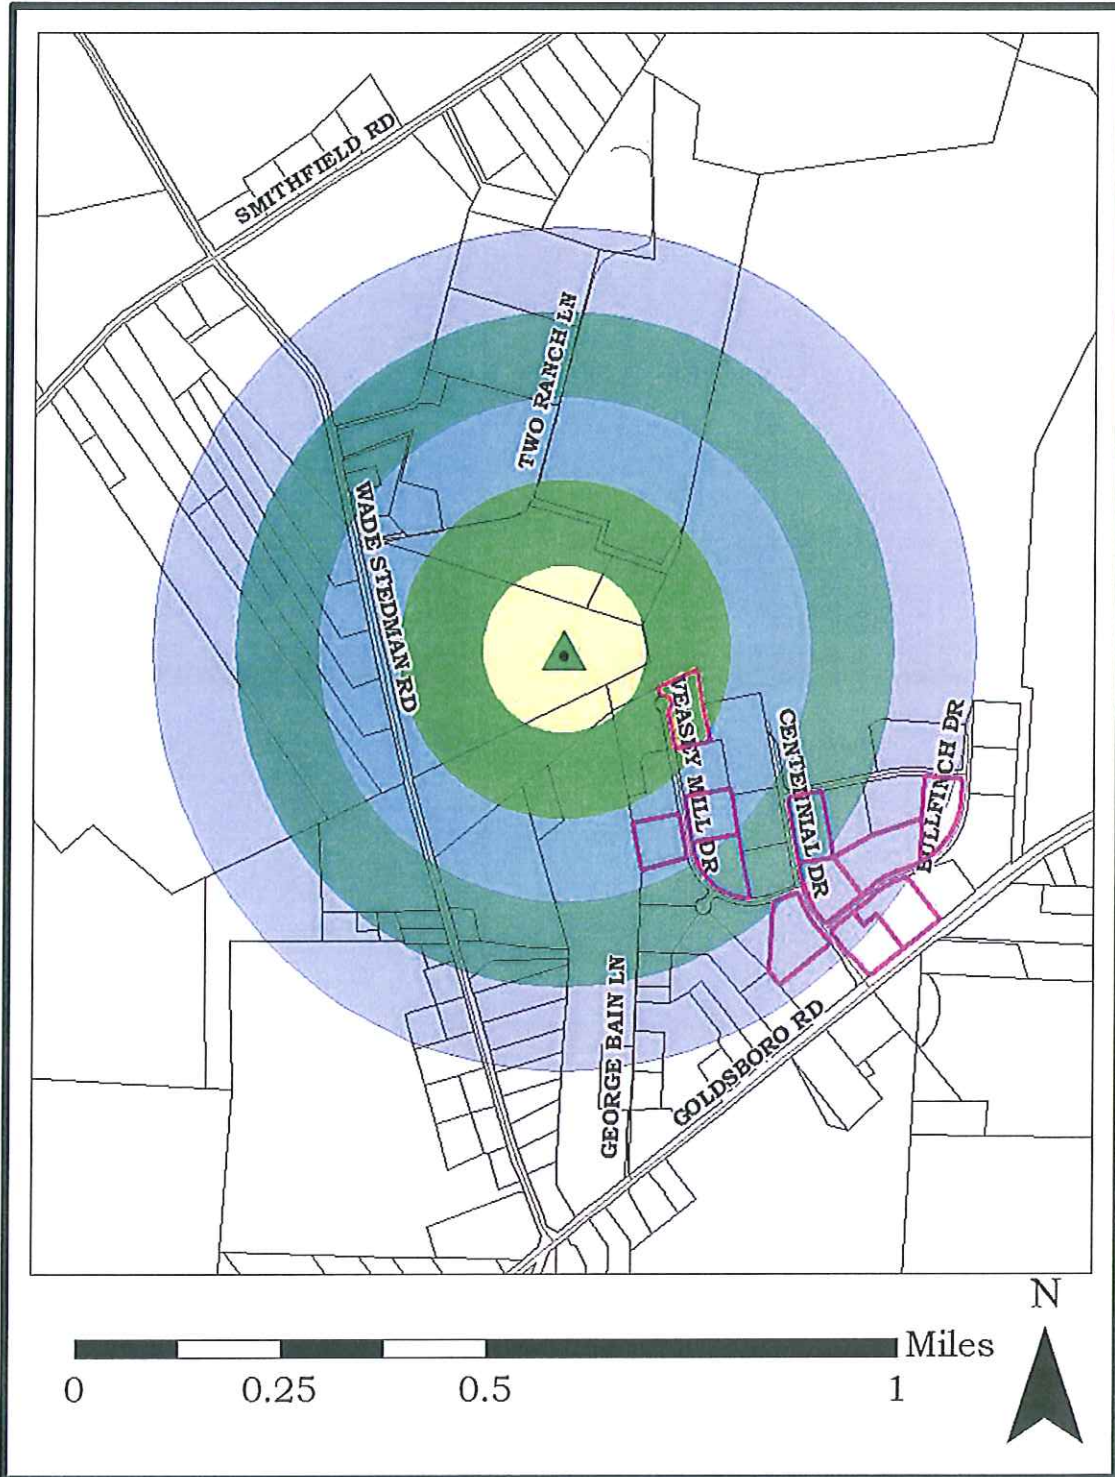 SMITHFIELD RD
TWO RANCH LN
WADE STEDMAN RD
VEASEY MILL DR
CENTENNIAL DR
BULLFINCH DR
GEORGE BAIN LN
GOLDSBORO RD
N
Miles
0 0.25 0.5 1